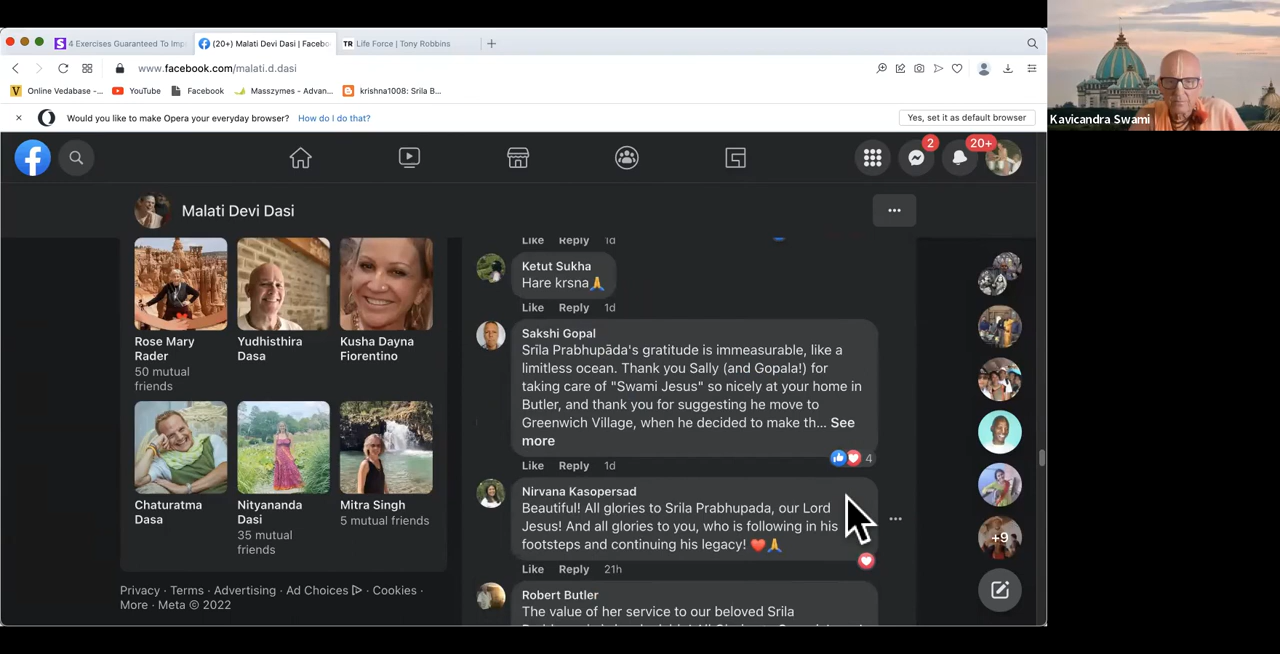 4 Exercises Guaranteed To Imp
(20+) Malati Devi Dasi | Facebo
TR Life Force | Tony Robbins
www.facebook.com/malati.d.dasi
Online Vedabase -...
YouTube
Facebook
Masszymes - Advan...
krishna1008: Srila B...
Would you like to make Opera your everyday browser? How do I do that?
Yes, set it as default browser
Kavicandra Swami
2
20+
Malati Devi Dasi
Rose Mary
Rader
50 mutual
friends
Yudhisthira
Dasa
Kusha Dayna
Fiorentino
Chaturatma
Dasa
Nityananda
Dasi
35 mutual
friends
Mitra Singh
5 mutual friends
Privacy · Terms · Advertising · Ad Choices · Cookies ·
More · Meta © 2022
Like Reply 1d
Ketut Sukha
Hare krsna🙏
Like Reply 1d
Sakshi Gopal
Srīla Prabhupāda's gratitude is immeasurable, like a
limitless ocean. Thank you Sally (and Gopala!) for
taking care of "Swami Jesus" so nicely at your home in
Butler, and thank you for suggesting he move to
Greenwich Village, when he decided to make th... See
more
4
Like Reply 1d
Nirvana Kasopersad
Beautiful! All glories to Srila Prabhupada, our Lord
Jesus! And all glories to you, who is following in his
footsteps and continuing his legacy! ❤️🙏
Like Reply 21h
Robert Butler
The value of her service to our beloved Srila
+9